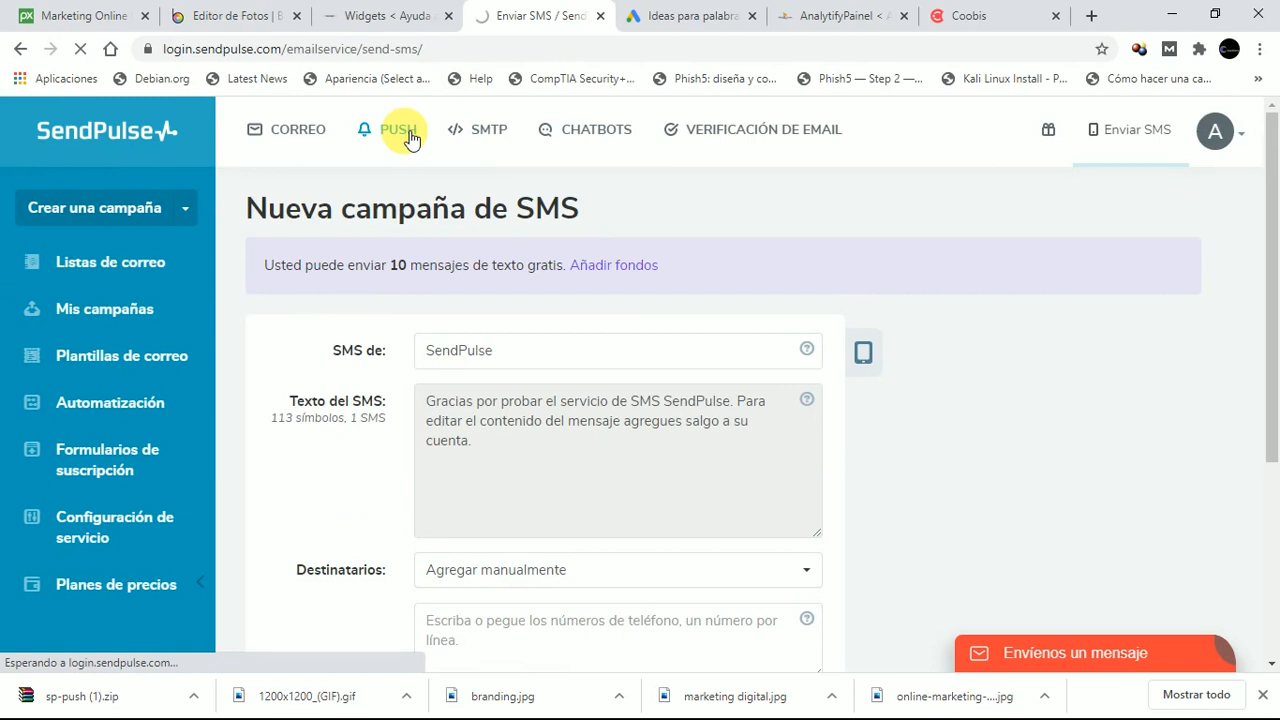 Marketing Online
Editor de Fotos | B
Widgets < Ayuda
Enviar SMS / Send
Ideas para palabra
AnalytifyPainel < A
Coobis
login.sendpulse.com/emailservice/send-sms/
Aplicaciones
Debian.org
Latest News
Apariencia (Select a...
Help
CompTIA Security+...
Phish5: diseño y co...
Phish5 — Step 2 —...
Kali Linux Install - P...
Cómo hacer una ca...
SendPulse
CORREO
PUSH
SMTP
CHATBOTS
VERIFICACIÓN DE EMAIL
Enviar SMS
A
Crear una campaña
Listas de correo
Mis campañas
Plantillas de correo
Automatización
Formularios de
suscripción
Configuración de
servicio
Planes de precios
Nueva campaña de SMS
Usted puede enviar 10 mensajes de texto gratis. Añadir fondos
SMS de:
SendPulse
Texto del SMS:
113 símbolos, 1 SMS
Gracias por probar el servicio de SMS SendPulse. Para
editar el contenido del mensaje agregues salgo a su
cuenta.
Destinatarios:
Agregar manualmente
Escriba o pegue los números de teléfono, un número por
línea.
Envíenos un mensaje
Esperando a login.sendpulse.com...
sp-push (1).zip
1200x1200_(GIF).gif
branding.jpg
marketing digital.jpg
online-marketing-....jpg
Mostrar todo